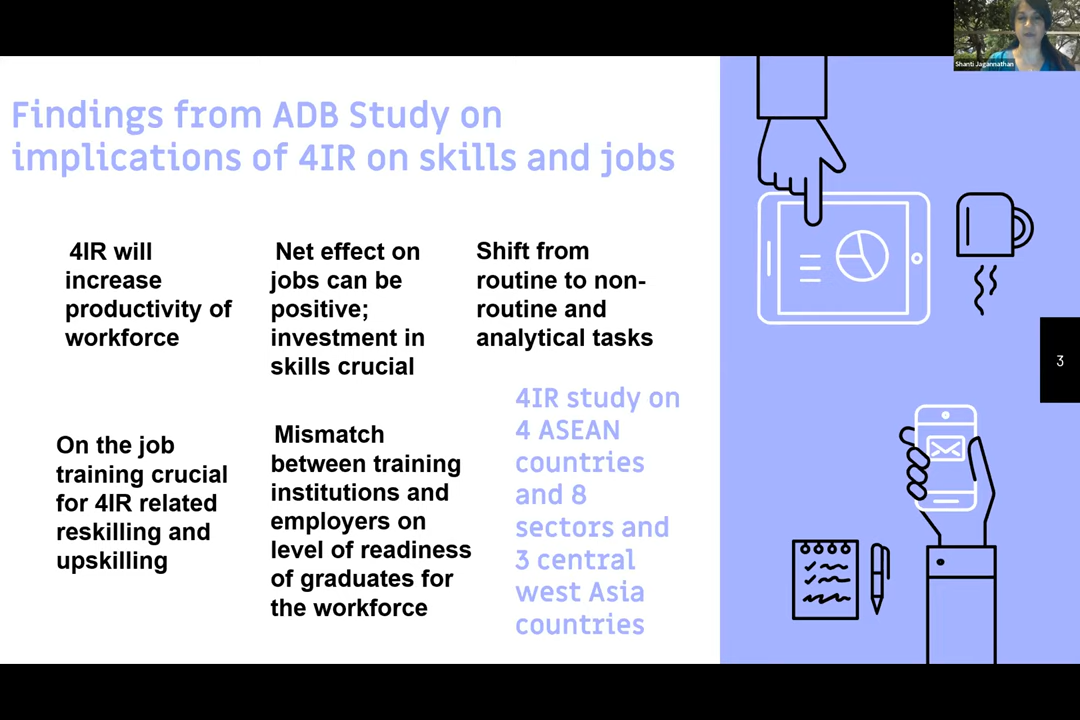 Shanti Jagannathan
Findings from ADB Study on
implications of 4IR on skills and jobs
4IR will
increase
productivity of
workforce
Net effect on
jobs can be
positive;
investment in
skills crucial
Shift from
routine to non-
routine and
analytical tasks
On the job
training crucial
for 4IR related
reskilling and
upskilling
Mismatch
between training
institutions and
employers on
level of readiness
of graduates for
the workforce
4IR study on
4 ASEAN
countries
and 8
sectors and
3 central
west Asia
countries
3